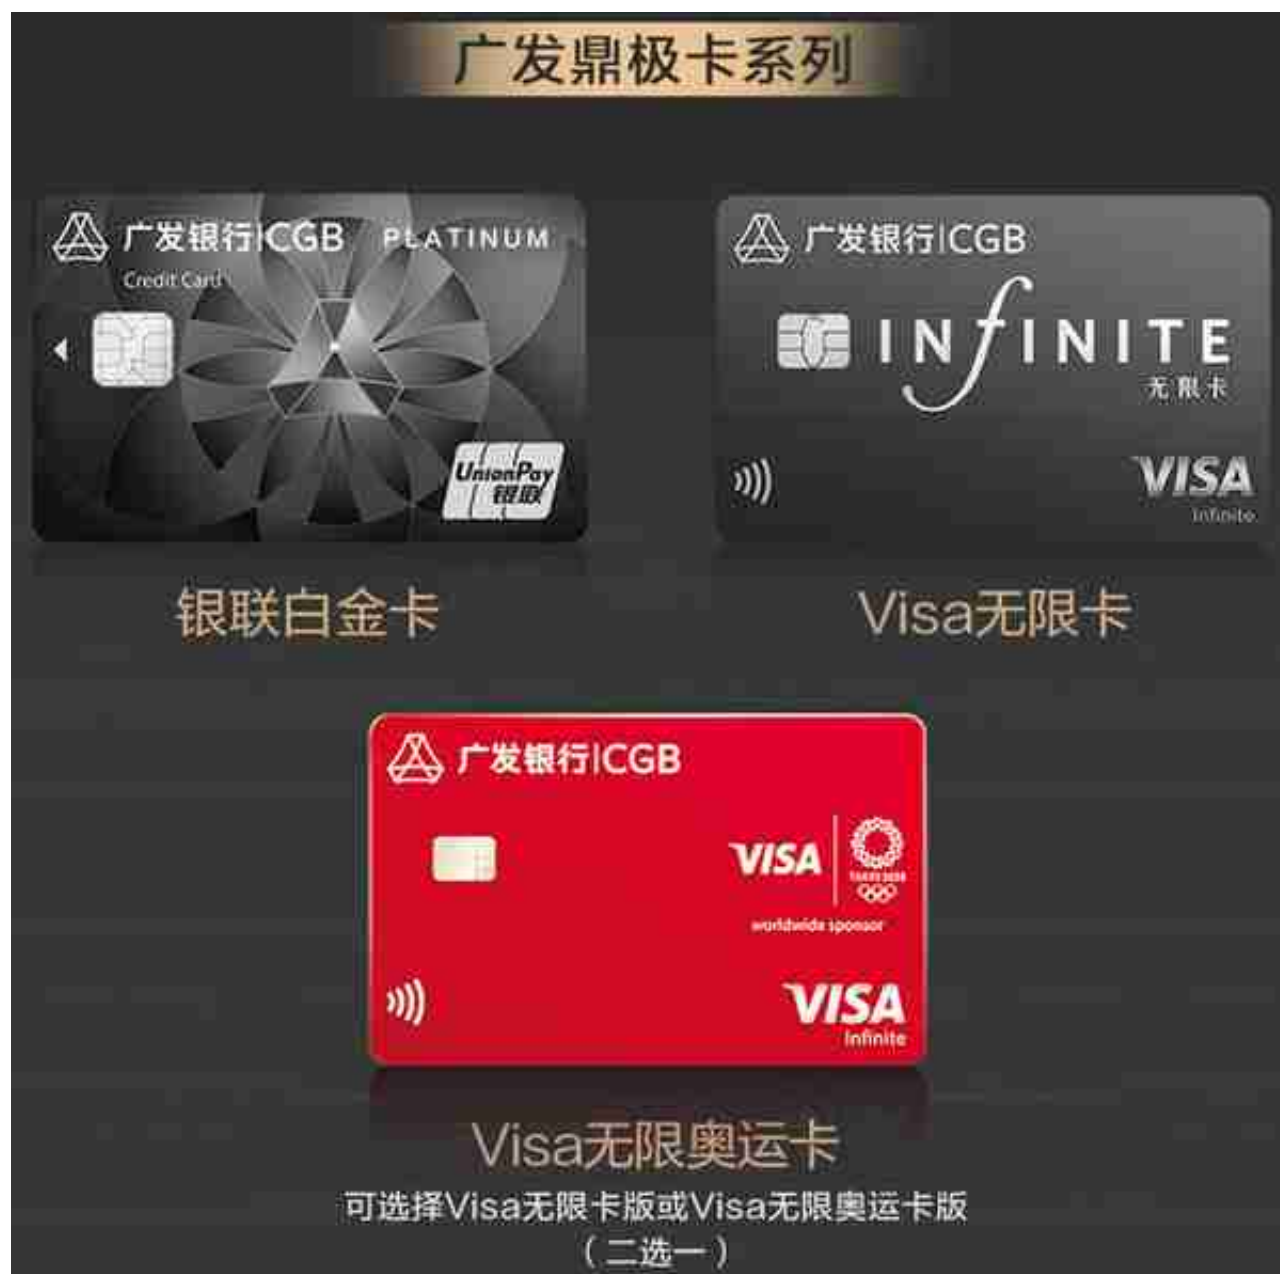 广发鼎极卡系列
广发银行|CGB PLATINUM
Credit Card
UnionPay
银联
广发银行|CGB
INfINITE
无限卡
VISA
Infinite
银联白金卡
Visa无限卡
广发银行|CGB
VISA
TOKYO 2020
worldwide sponsor
VISA
Infinite
Visa无限奥运卡
可选择Visa无限卡版或Visa无限奥运卡版
（二选一）